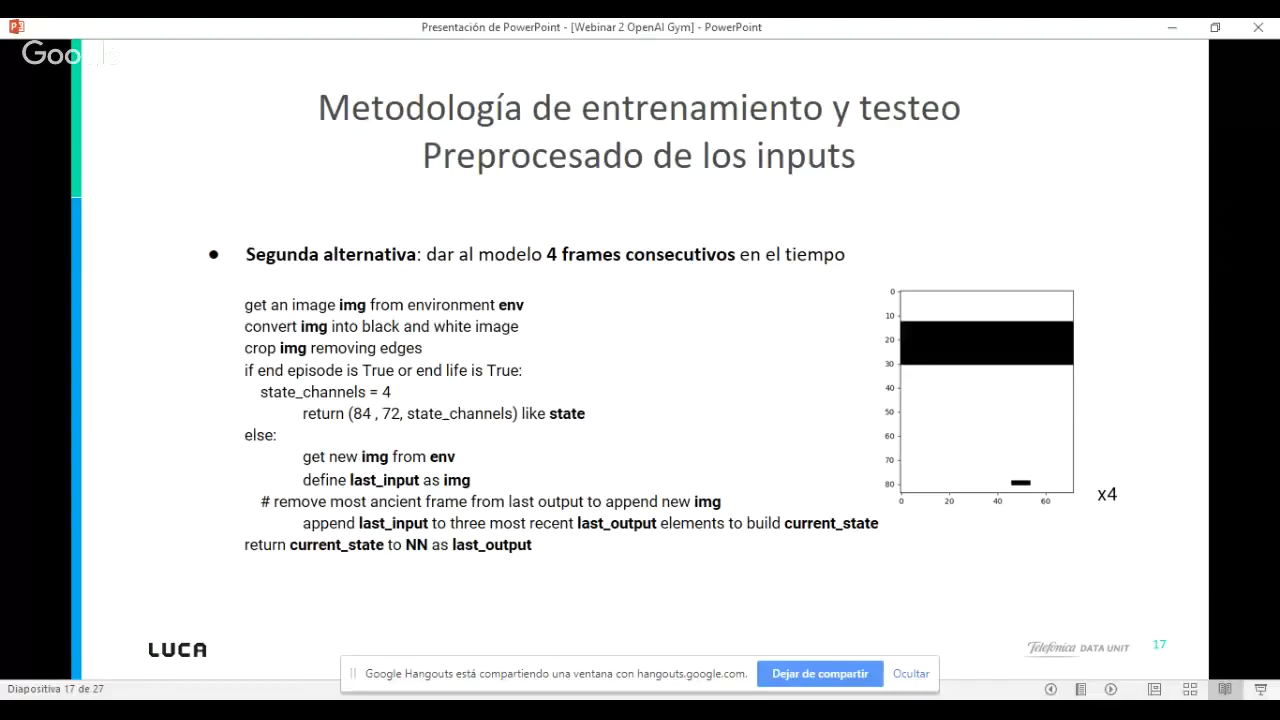 Presentación de PowerPoint - [Webinar 2 OpenAI Gym] - PowerPoint
Metodología de entrenamiento y testeo
Preprocesado de los inputs
● Segunda alternativa: dar al modelo 4 frames consecutivos en el tiempo
get an image img from environment env
convert img into black and white image
crop img removing edges
if end episode is True or end life is True:
state_channels = 4
return (84 , 72, state_channels) like state
else:
get new img from env
define last_input as img
# remove most ancient frame from last output to append new img
append last_input to three most recent last_output elements to build current_state
return current_state to NN as last_output
0
10
20
30
40
50
60
70
80
0 20 40 60
x4
LUCA
Telefónica DATA UNIT
17
Google Hangouts está compartiendo una ventana con hangouts.google.com. Dejar de compartir Ocultar
Diapositiva 17 de 27